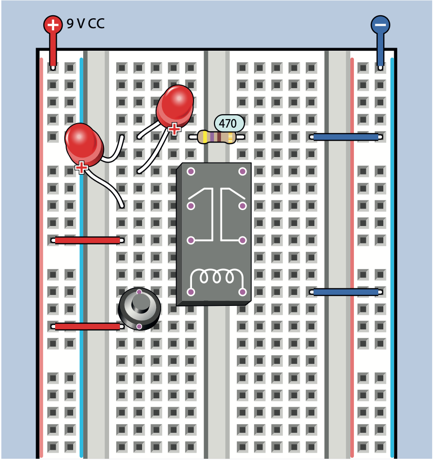 + 9 V CC −
470
+
+